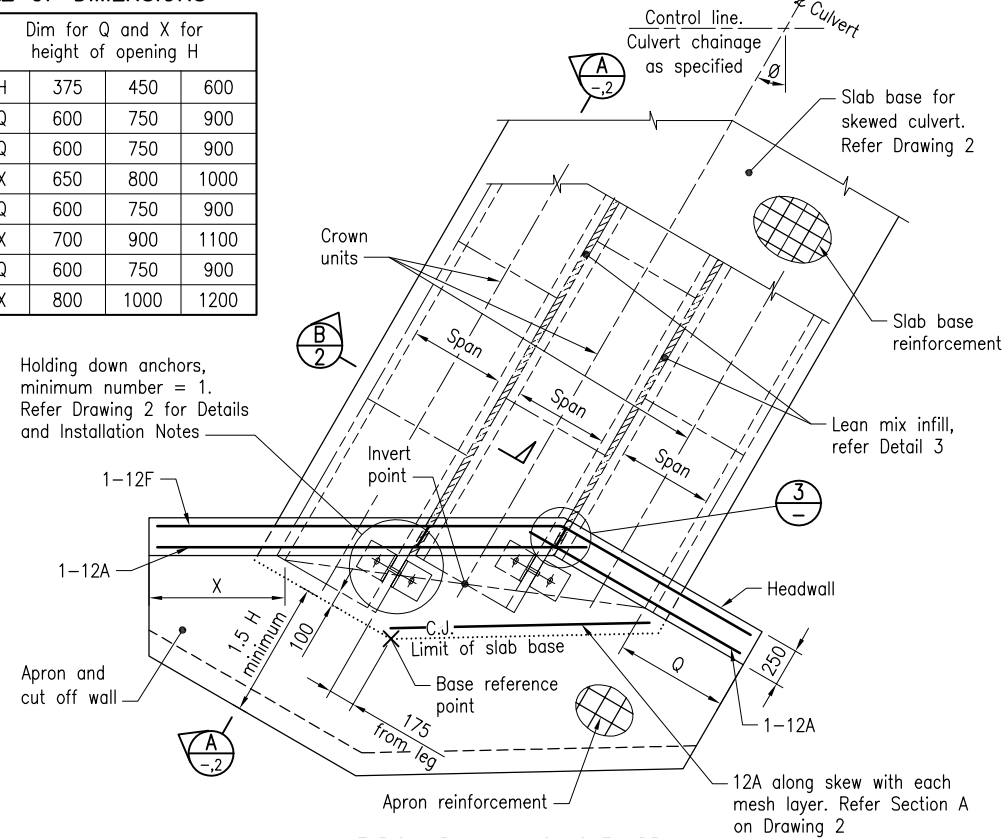 Dim for Q and X for
height of opening H
H 375 450 600
Q 600 750 900
Q 600 750 900
X 650 800 1000
Q 600 750 900
X 700 900 1100
Q 600 750 900
X 800 1000 1200
Control line.
Culvert chainage
as specified
℄ Culvert
Ø
A
-,2
Slab base for
skewed culvert.
Refer Drawing 2
Crown
units
Slab base
reinforcement
B
2
Span
Span
Span
Holding down anchors,
minimum number = 1.
Refer Drawing 2 for Details
and Installation Notes
Invert
point
Lean mix infill,
refer Detail 3
1-12F
3
-
1-12A
Headwall
X
1.5 H
minimum
100
C.J.
Limit of slab base
Q
250
Apron and
cut off wall
Base reference
point
175
from leg
1-12A
A
-,2
Apron reinforcement
12A along skew with each
mesh layer. Refer Section A
on Drawing 2